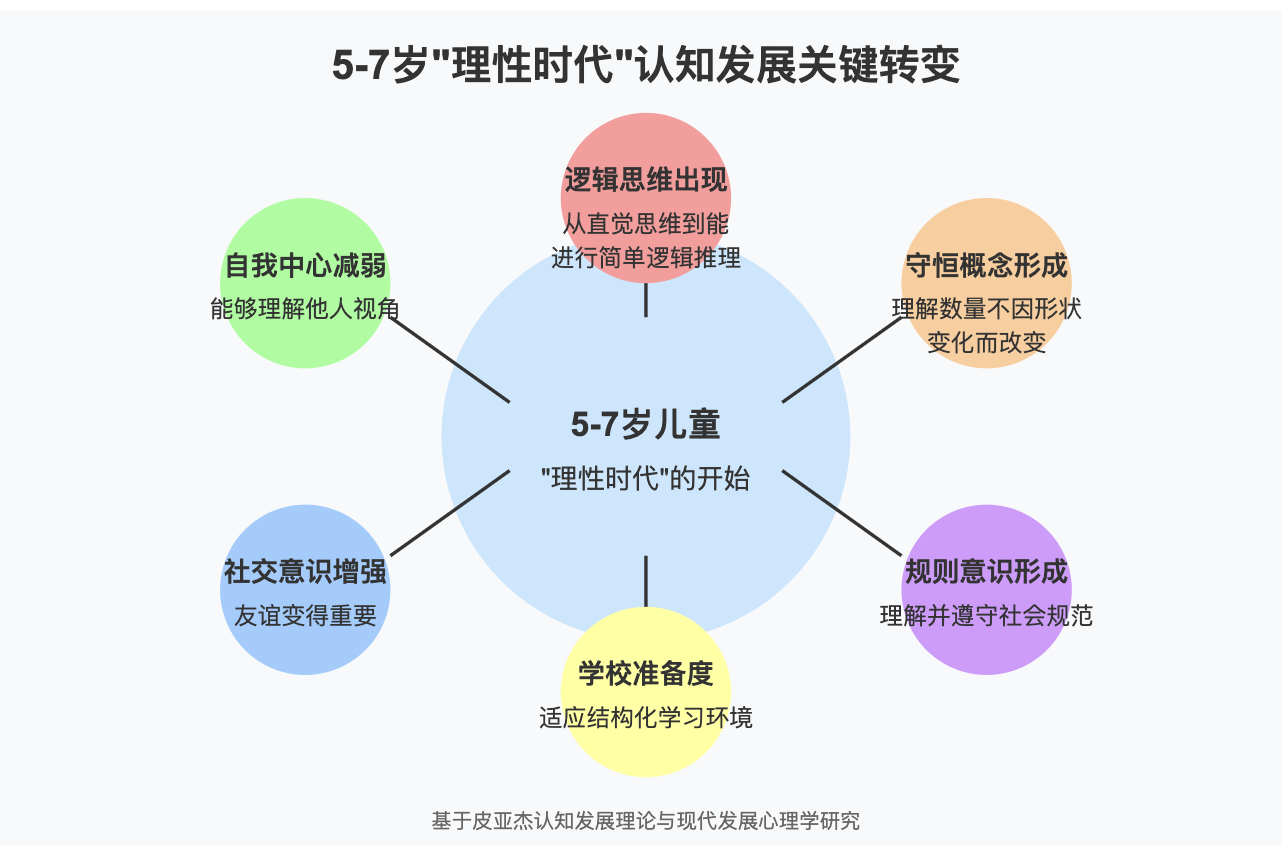 5-7岁"理性时代"认知发展关键转变
逻辑思维出现
从直觉思维到能
进行简单逻辑推理
自我中心减弱
能够理解他人视角
守恒概念形成
理解数量不因形状
变化而改变
5-7岁儿童
"理性时代"的开始
社交意识增强
友谊变得重要
规则意识形成
理解并遵守社会规范
学校准备度
适应结构化学习环境
基于皮亚杰认知发展理论与现代发展心理学研究